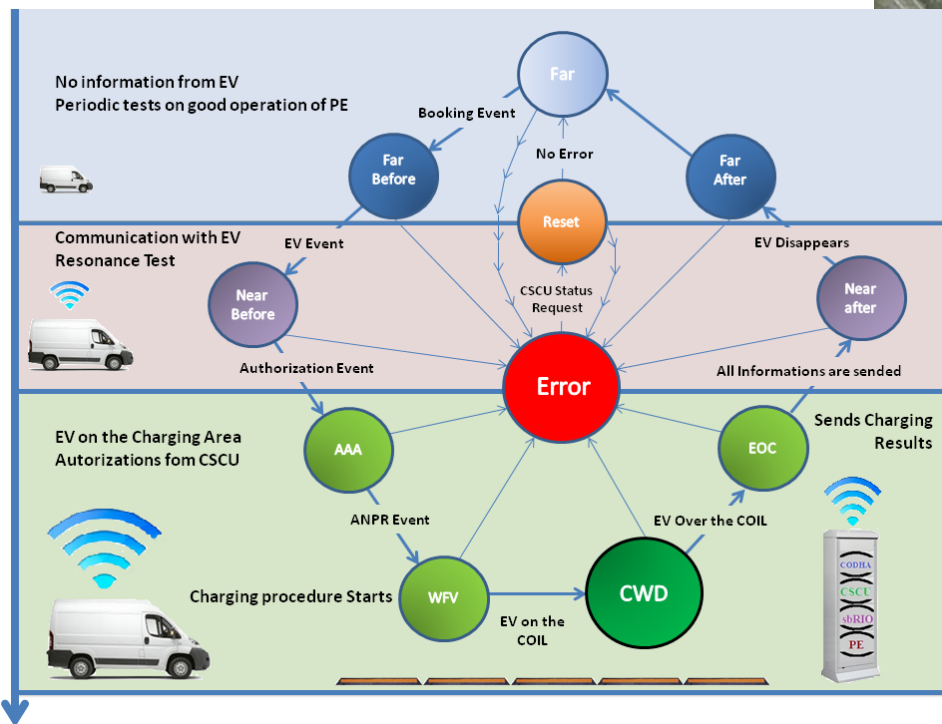 Far
No information from EV
Periodic tests on good operation of PE
Booking Event
No Error
Far
Before
Far
After
Reset
Communication with EV
Resonance Test
EV Event
EV Disappears
CSCU Status
Request
Near
Before
Near
after
Authorization Event
Error
All Informations are sended
EV on the Charging Area
Autorizations fom CSCU
AAA
EOC
Sends Charging
Results
ANPR Event
EV Over the COIL
Charging procedure Starts
WFV
CWD
EV on the
COIL
CODHA
CSCU
sbRIO
PE